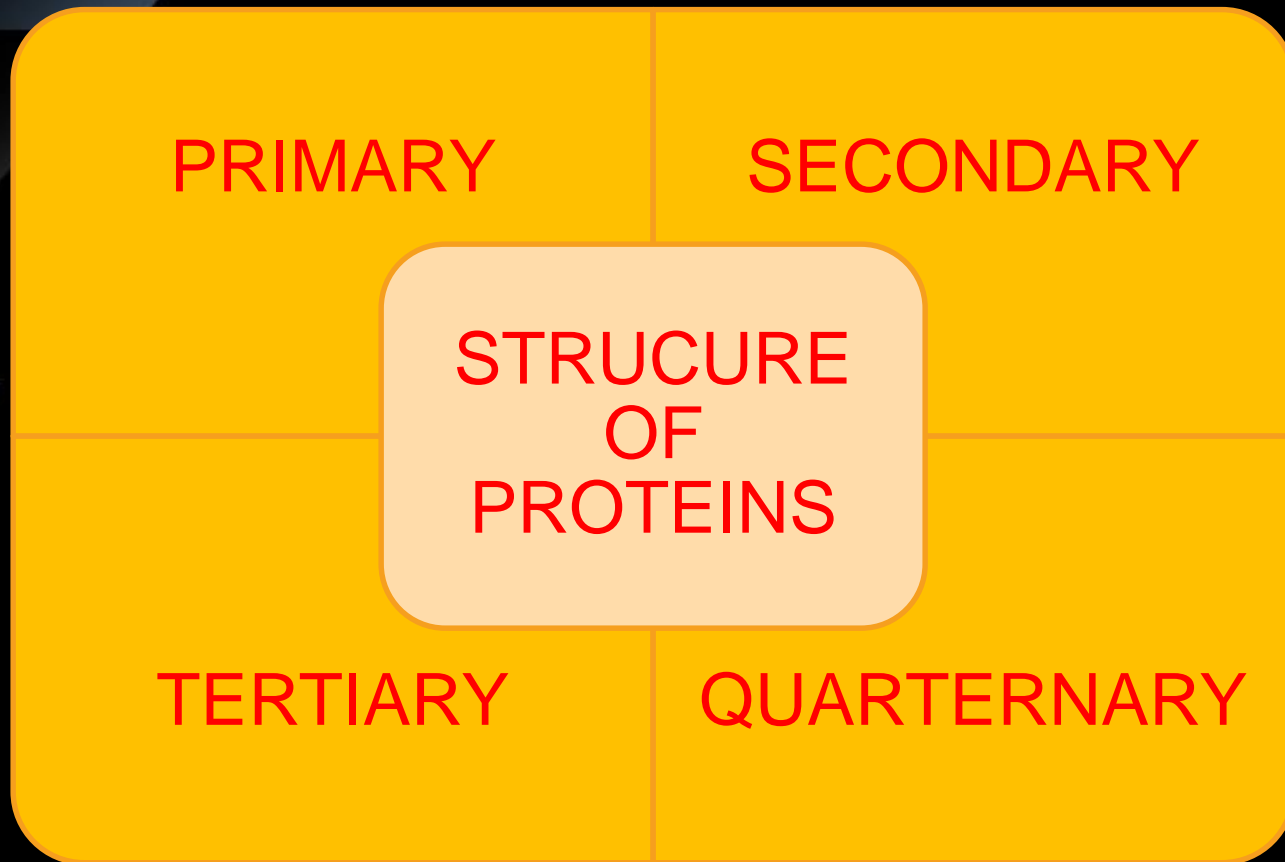 PRIMARY
SECONDARY
STRUCURE
OF
PROTEINS
TERTIARY
QUARTERNARY